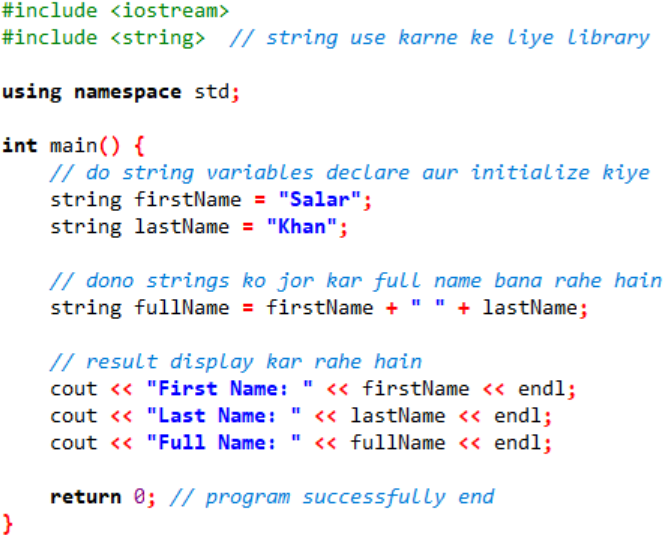 #include <iostream>
#include <string>  // string use karne ke liye library

using namespace std;

int main() {
    // do string variables declare aur initialize kiye
    string firstName = "Salar";
    string lastName = "Khan";

    // dono strings ko jor kar full name bana rahe hain
    string fullName = firstName + " " + lastName;

    // result display kar rahe hain
    cout << "First Name: " << firstName << endl;
    cout << "Last Name: " << lastName << endl;
    cout << "Full Name: " << fullName << endl;

    return 0; // program successfully end
}